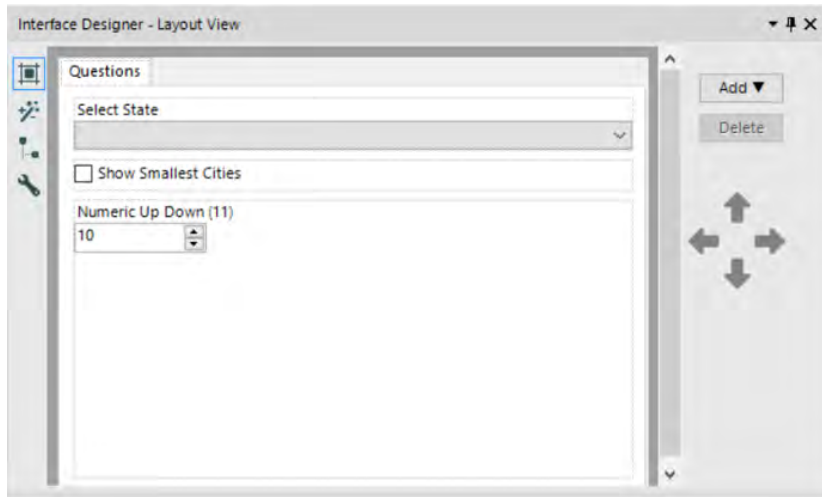 Interface Designer - Layout View
Questions
Add ▼
Select State
Delete
Show Smallest Cities
Numeric Up Down (11)
10